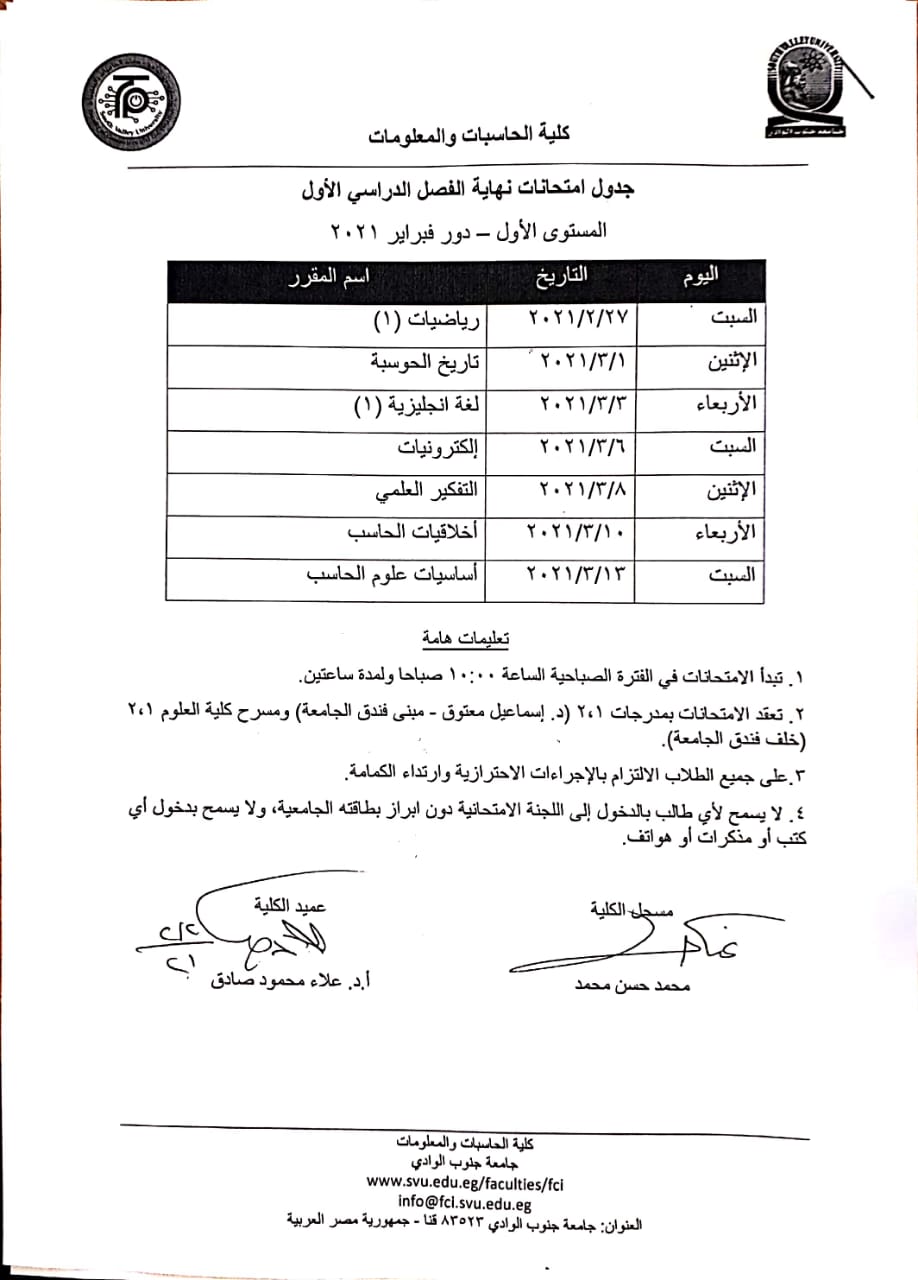 SOUTH VALLEY UNIVERSITY
جامعة جنوب الوادي
South Valley University
كلية الحاسبات والمعلومات
جدول امتحانات نهاية الفصل الدراسي الأول
المستوى الأول – دور فبراير ٢٠٢١
اليوم التاريخ اسم المقرر
السبت ٢٠٢١/٢/٢٧ رياضيات (١)
الإثنين ٢٠٢١/٣/١ تاريخ الحوسبة
الأربعاء ٢٠٢١/٣/٣ لغة انجليزية (١)
السبت ٢٠٢١/٣/٦ إلكترونيات
الإثنين ٢٠٢١/٣/٨ التفكير العلمي
الأربعاء ٢٠٢١/٣/١٠ أخلاقيات الحاسب
السبت ٢٠٢١/٣/١٣ أساسيات علوم الحاسب
تعليمات هامة
١. تبدأ الامتحانات في الفترة الصباحية الساعة ١٠:٠٠ صباحا ولمدة ساعتين.
٢. تعقد الامتحانات بمدرجات ٢،١ (د. إسماعيل معتوق - مبنى فندق الجامعة) ومسرح كلية العلوم ٢،١
(خلف فندق الجامعة).
٣.على جميع الطلاب الالتزام بالإجراءات الاحترازية وارتداء الكمامة.
٤. لا يسمح لأي طالب بالدخول إلى اللجنة الامتحانية دون ابراز بطاقته الجامعية، ولا يسمح بدخول أي
كتب أو مذكرات أو هواتف.
مسجل الكلية عميد الكلية
محمد حسن محمد أ.د. علاء محمود صادق
كلية الحاسبات والمعلومات
جامعة جنوب الوادي
www.svu.edu.eg/faculties/fci
info@fci.svu.edu.eg
العنوان: جامعة جنوب الوادي ٨٣٥٢٣ قنا - جمهورية مصر العربية